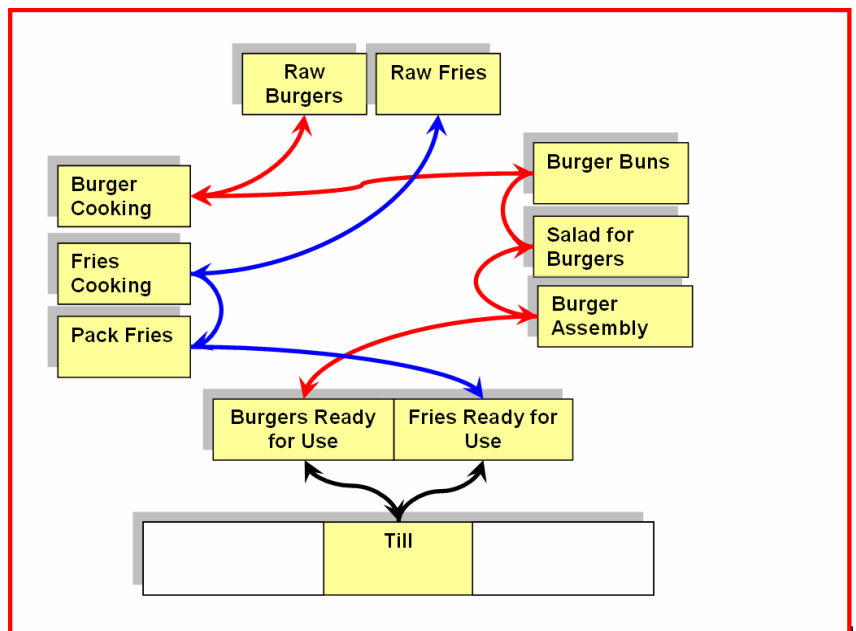 Raw
Burgers
Raw Fries
Burger
Cooking
Burger Buns
Fries
Cooking
Salad for
Burgers
Pack Fries
Burger
Assembly
Burgers Ready
for Use
Fries Ready for
Use
Till